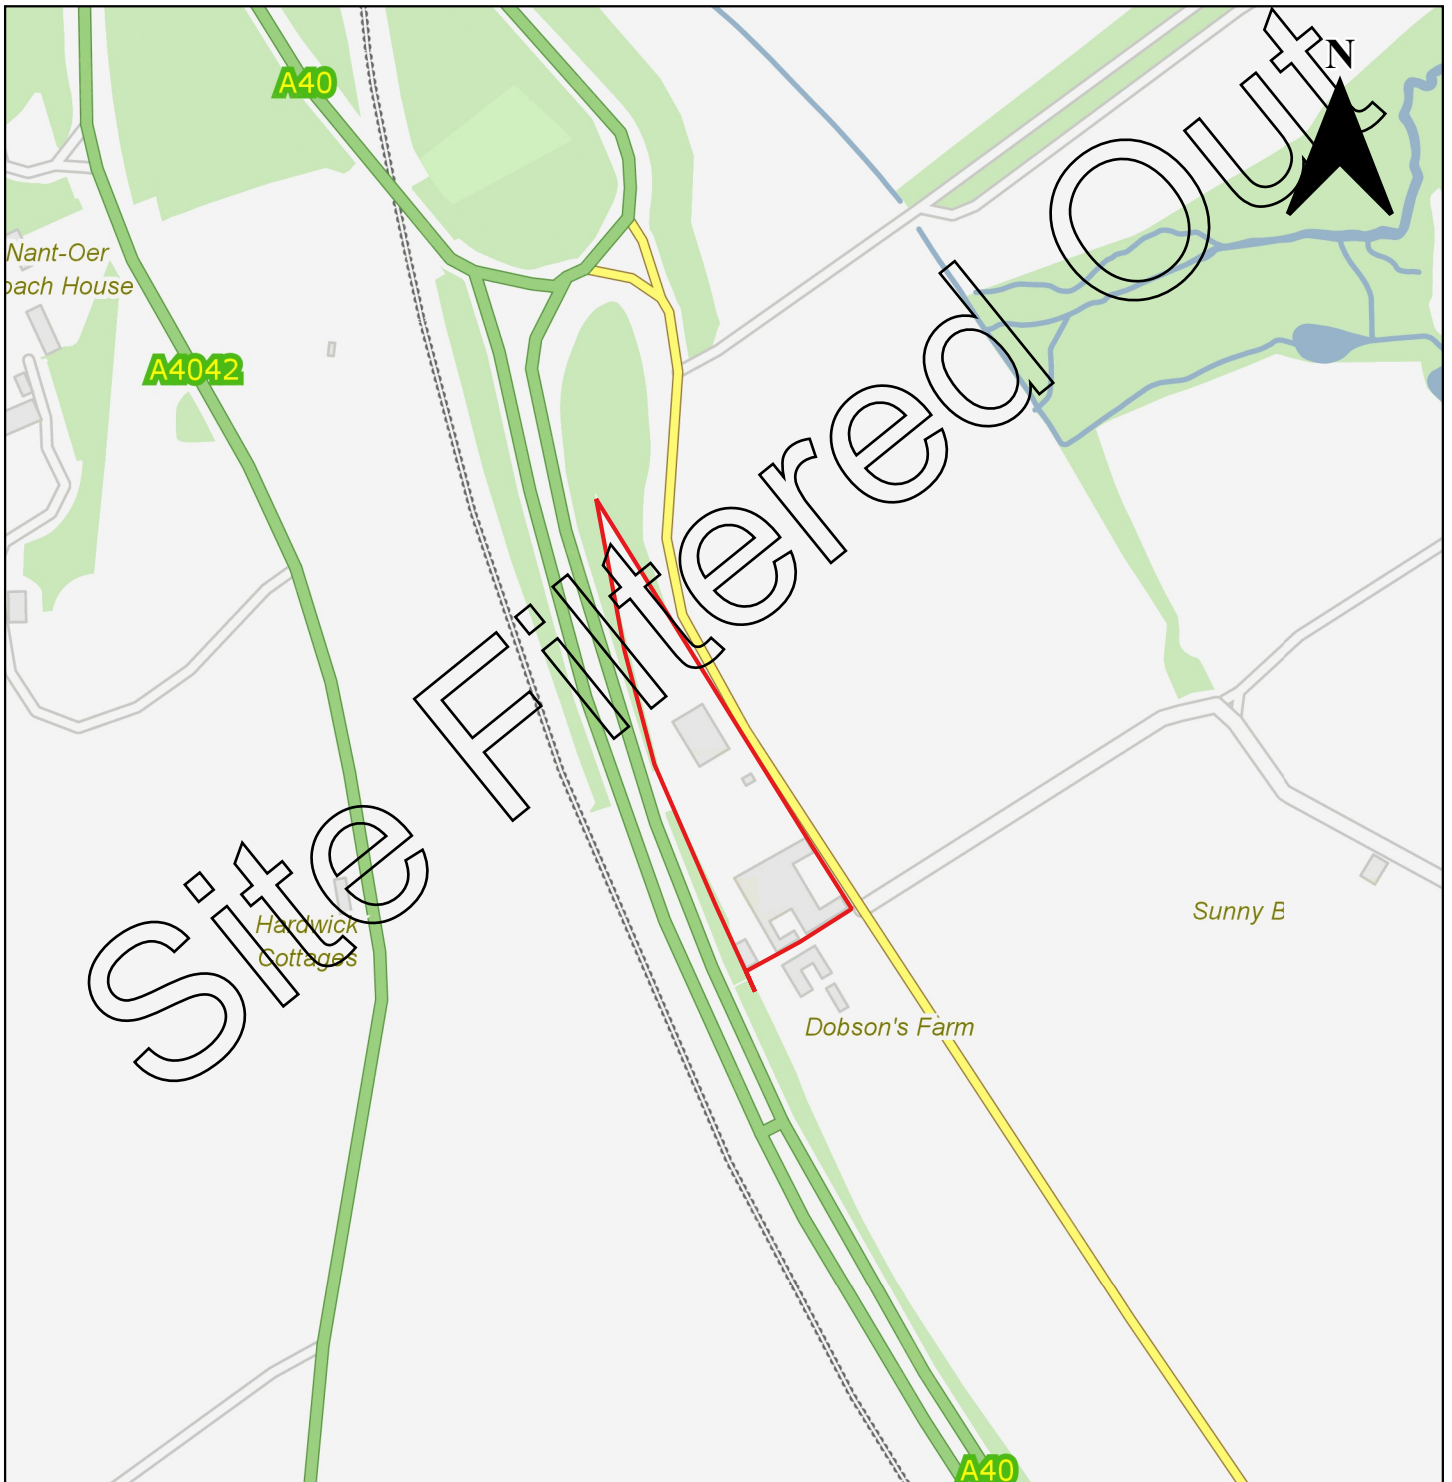 A40
N
Nant-Oer
oach House
A4042
Site Filtered Out
Hardwick
Cottages
Sunny B
Dobson's Farm
A40